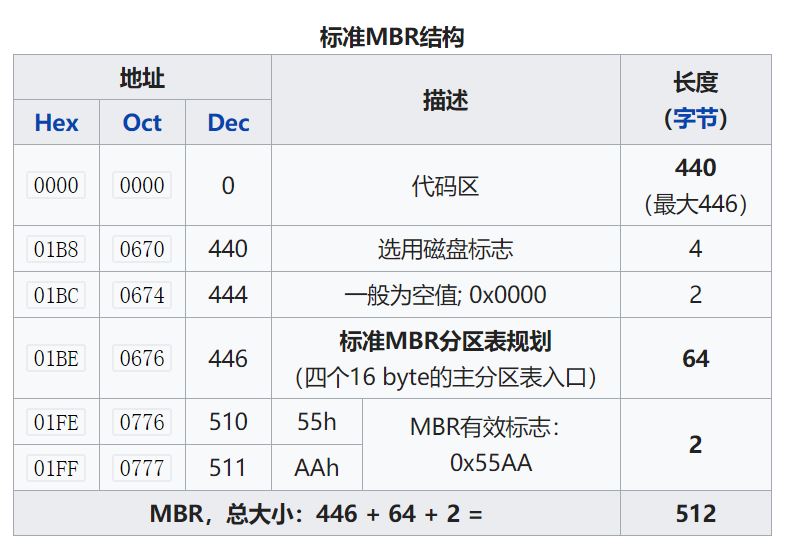 标准MBR结构
地址 描述 长度
（字节）
Hex Oct Dec
0000 0000 0 代码区 440
（最大446）
01B8 0670 440 选用磁盘标志 4
01BC 0674 444 一般为空值; 0x0000 2
01BE 0676 446 标准MBR分区表规划
（四个16 byte的主分区表入口） 64
01FE 0776 510 55h MBR有效标志：
0x55AA 2
01FF 0777 511 AAh
MBR，总大小：446 + 64 + 2 = 512